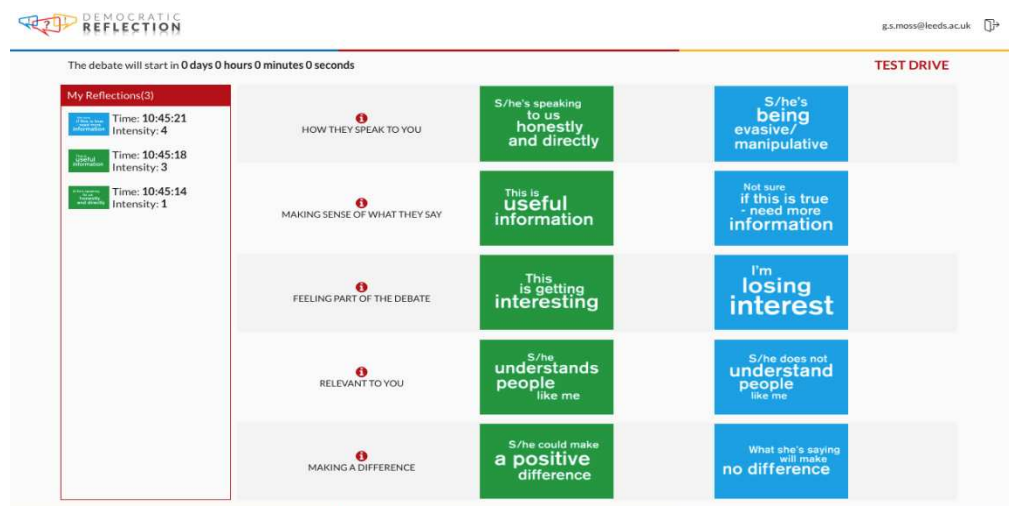 DEMOCRATIC
REFLECTION
g.s.moss@leeds.ac.uk
The debate will start in 0 days 0 hours 0 minutes 0 seconds
TEST DRIVE
My Reflections(3)
Time: 10:45:21
Intensity: 4
Time: 10:45:18
Intensity: 3
Time: 10:45:14
Intensity: 1
HOW THEY SPEAK TO YOU
S/he's speaking
to us
honestly
and directly
S/he's
being
evasive/
manipulative
MAKING SENSE OF WHAT THEY SAY
This is
useful
information
Not sure
if this is true
- need more
information
FEELING PART OF THE DEBATE
This
is getting
interesting
I'm
losing
interest
RELEVANT TO YOU
S/he
understands
people
like me
S/he does not
understand
people
like me
MAKING A DIFFERENCE
S/he could make
a positive
difference
What she's saying
will make
no difference